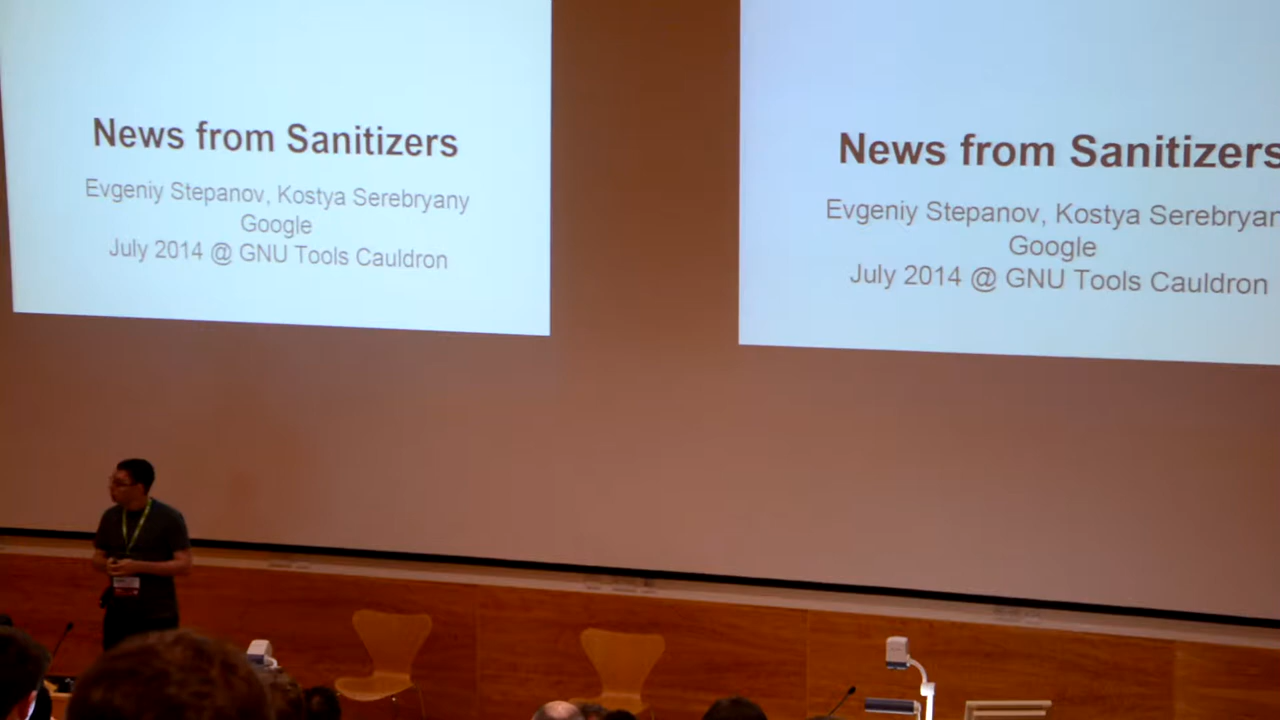 News from Sanitizers
Evgeniy Stepanov, Kostya Serebryany
Google
July 2014 @ GNU Tools Cauldron
News from Sanitizers
Evgeniy Stepanov, Kostya Serebryan
Google
July 2014 @ GNU Tools Cauldron